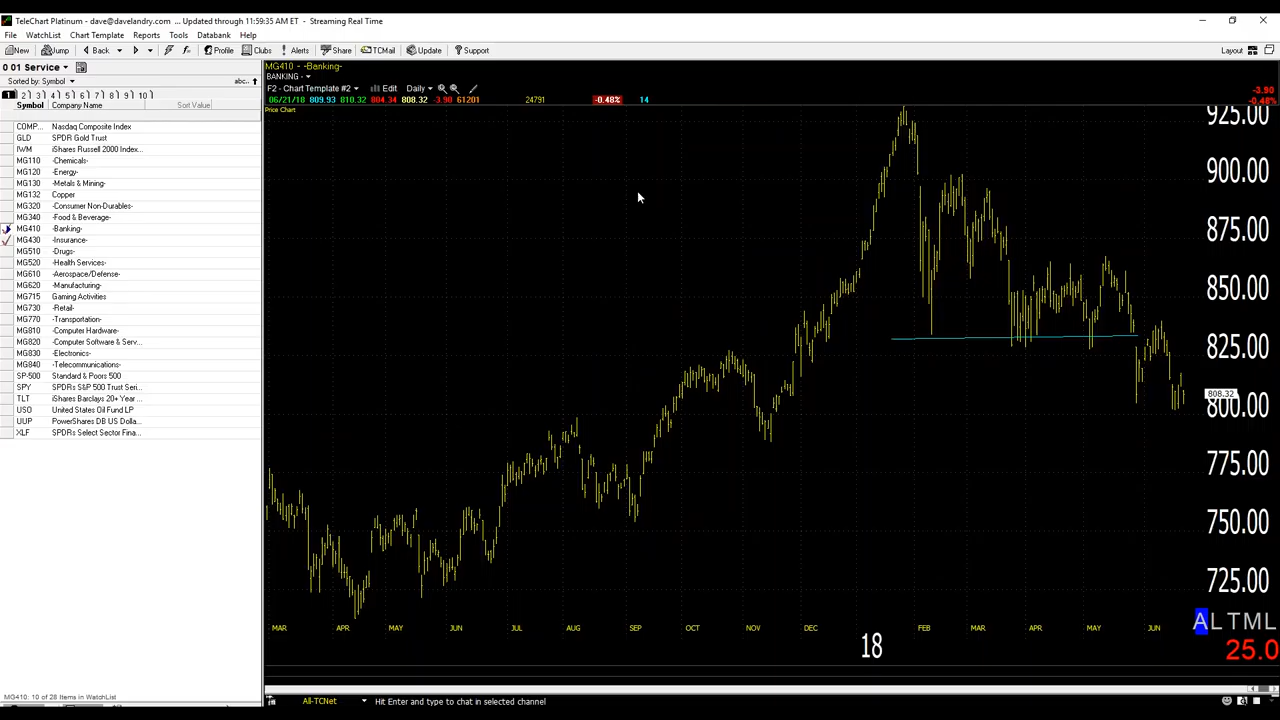 TeleChart Platinum - dave@davelandry.com ... Updated through 11:59:35 AM ET - Streaming Real Time
File WatchList Chart Template Reports Tools Databank Help
New Jump Back Profile Clubs Alerts Share TCMail Update Support Layout
0 01 Service
Sorted by: Symbol abc..
1 2 3 4 5 6 7 8 9 10
Symbol Company Name Sort Value
COMP... Nasdaq Composite Index
GLD SPDR Gold Trust
IWM iShares Russell 2000 Index...
MG110 -Chemicals-
MG120 -Energy-
MG130 -Metals & Mining-
MG132 Copper
MG320 -Consumer Non-Durables-
MG340 -Food & Beverage-
MG410 -Banking-
MG430 -Insurance-
MG510 -Drugs-
MG520 -Health Services-
MG610 -Aerospace/Defense-
MG620 -Manufacturing-
MG715 Gaming Activities
MG730 -Retail-
MG770 -Transportation-
MG810 -Computer Hardware-
MG820 -Computer Software & Serv...
MG830 -Electronics-
MG840 -Telecommunications-
SP-500 Standard & Poors 500
SPY SPDRs S&P 500 Trust Seri...
TLT iShares Barclays 20+ Year ...
USO United States Oil Fund LP
UUP PowerShares DB US Dolla...
XLF SPDRs Select Sector Fina...
MG410: 10 of 28 Items in WatchList
MG410 - -Banking-
BANKING -
F2 - Chart Template #2 Edit Daily
06/21/18 809.93 810.32 804.34 808.32 -3.90 61201 24791 -0.48% 14
-3.90
-0.48%
Price Chart
925.00
900.00
875.00
850.00
825.00
808.32
800.00
775.00
750.00
725.00
MAR APR MAY JUN JUL AUG SEP OCT NOV DEC 18 FEB MAR APR MAY JUN
ALTML
25.0
All-TCNet Hit Enter and type to chat in selected channel